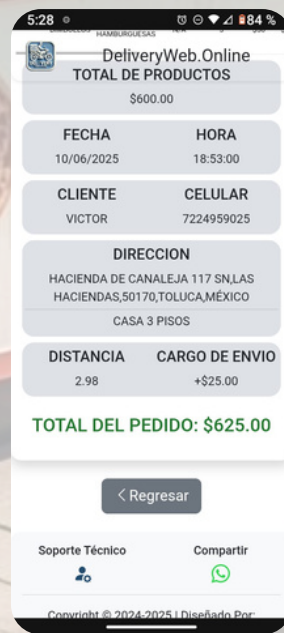 5:28
84 %
HAMBURGUESAS
DeliveryWeb.Online
TOTAL DE PRODUCTOS
$600.00
FECHA HORA
10/06/2025 18:53:00
CLIENTE CELULAR
VICTOR 7224959025
DIRECCION
HACIENDA DE CANALEJA 117 SN,LAS
HACIENDAS,50170,TOLUCA,MÉXICO
CASA 3 PISOS
DISTANCIA CARGO DE ENVIO
2.98 +$25.00
TOTAL DEL PEDIDO: $625.00
< Regresar
Soporte Técnico Compartir
Copyright © 2024-2025 | Diseñado Por: